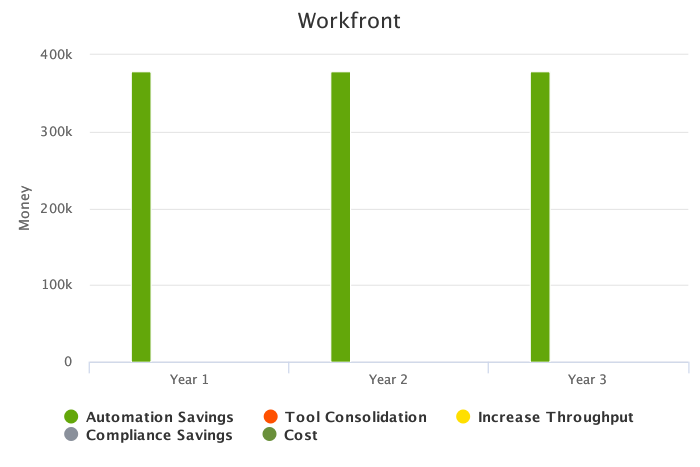 Workfront
400k
300k
200k
100k
0
Money
Year 1 Year 2 Year 3
Automation Savings Tool Consolidation Increase Throughput
Compliance Savings Cost